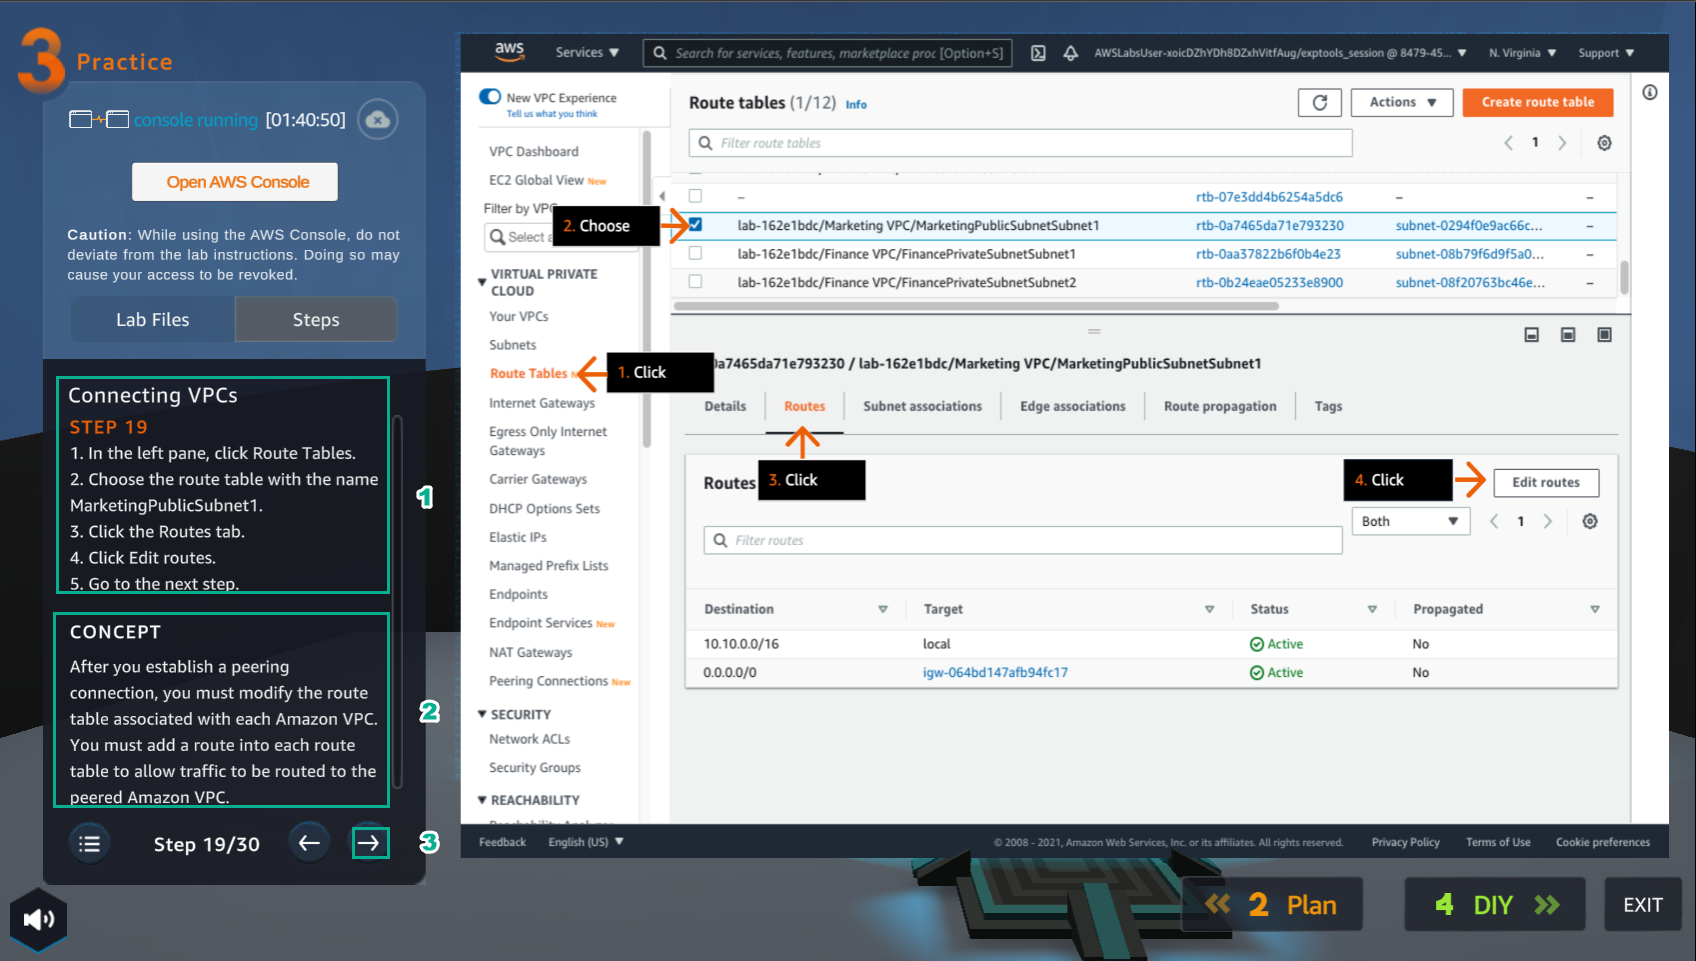 3 Practice
console running [01:40:50]
Open AWS Console
Caution: While using the AWS Console, do not
deviate from the lab instructions. Doing so may
cause your access to be revoked.
Lab Files
Steps
Connecting VPCs
STEP 19
1. In the left pane, click Route Tables.
2. Choose the route table with the name
MarketingPublicSubnet1.
3. Click the Routes tab.
4. Click Edit routes.
5. Go to the next step.
1
CONCEPT
After you establish a peering
connection, you must modify the route
table associated with each Amazon VPC.
You must add a route into each route
table to allow traffic to be routed to the
peered Amazon VPC.
2
Step 19/30
3
aws
Services
Search for services, features, marketplace proc [Option+S]
AWSLabsUser-xoicDZhYDh8DZxhVitfAug/exptools_session @ 8479-45...
N. Virginia
Support
New VPC Experience
Tell us what you think
VPC Dashboard
EC2 Global View New
Filter by VPC
Select a
VIRTUAL PRIVATE
CLOUD
Your VPCs
Subnets
Route Tables
Internet Gateways
Egress Only Internet
Gateways
Carrier Gateways
DHCP Options Sets
Elastic IPs
Managed Prefix Lists
Endpoints
Endpoint Services New
NAT Gateways
Peering Connections New
SECURITY
Network ACLs
Security Groups
REACHABILITY
Route tables (1/12) Info
Actions
Create route table
Filter route tables
1
– rtb-07e3dd4b6254a5dc6 – –
2. Choose
lab-162e1bdc/Marketing VPC/MarketingPublicSubnetSubnet1 rtb-0a7465da71e793230 subnet-0294f0e9ac66c... –
lab-162e1bdc/Finance VPC/FinancePrivateSubnetSubnet1 rtb-0aa37822b6f0b4e23 subnet-08b79f6d9f5a0... –
lab-162e1bdc/Finance VPC/FinancePrivateSubnetSubnet2 rtb-0b24eae05233e8900 subnet-08f20763bc46e... –
1. Click
0a7465da71e793230 / lab-162e1bdc/Marketing VPC/MarketingPublicSubnetSubnet1
Details
Routes
Subnet associations
Edge associations
Route propagation
Tags
Routes
3. Click
4. Click
Edit routes
Both
1
Filter routes
Destination Target Status Propagated
10.10.0.0/16 local Active No
0.0.0.0/0 igw-064bd147afb94fc17 Active No
Feedback
English (US)
© 2008 - 2021, Amazon Web Services, Inc. or its affiliates. All rights reserved.
Privacy Policy
Terms of Use
Cookie preferences
2 Plan
4 DIY
EXIT